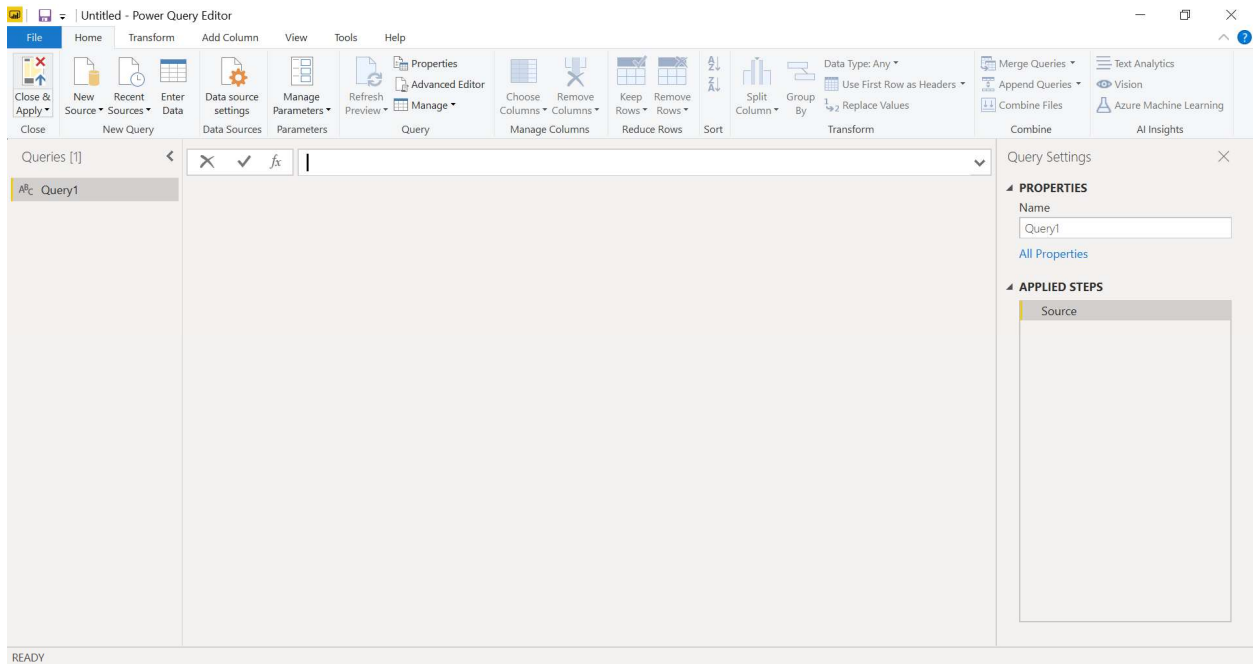 Untitled - Power Query Editor
File Home Transform Add Column View Tools Help
Close & Apply
New Source
Recent Sources
Enter Data
Data source settings
Manage Parameters
Refresh Preview
Properties
Advanced Editor
Manage
Choose Columns
Remove Columns
Keep Rows
Remove Rows
Split Column
Group By
Data Type: Any
Use First Row as Headers
Replace Values
Merge Queries
Append Queries
Combine Files
Text Analytics
Vision
Azure Machine Learning
Close
New Query
Data Sources
Parameters
Query
Manage Columns
Reduce Rows
Sort
Transform
Combine
AI Insights
Queries [1]
ABC Query1
fx
Query Settings
PROPERTIES
Name
Query1
All Properties
APPLIED STEPS
Source
READY